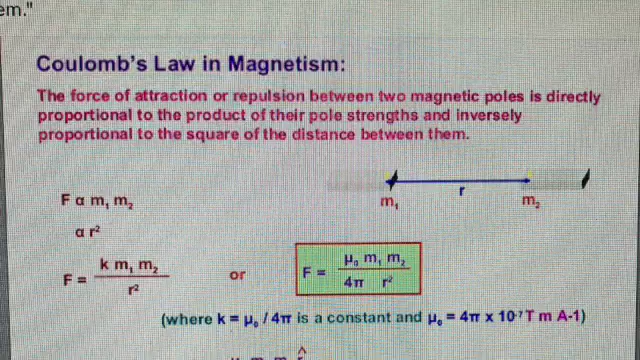 em."
Coulomb's Law in Magnetism:
The force of attraction or repulsion between two magnetic poles is directly
proportional to the product of their pole strengths and inversely
proportional to the square of the distance between them.
r
m₁ m₂
F α m₁ m₂
α r²
F = k m₁ m₂ / r² or F = μ₀ m₁ m₂ / 4π r²
(where k = μ₀ / 4π is a constant and μ₀ = 4π x 10⁻⁷ T m A-1)